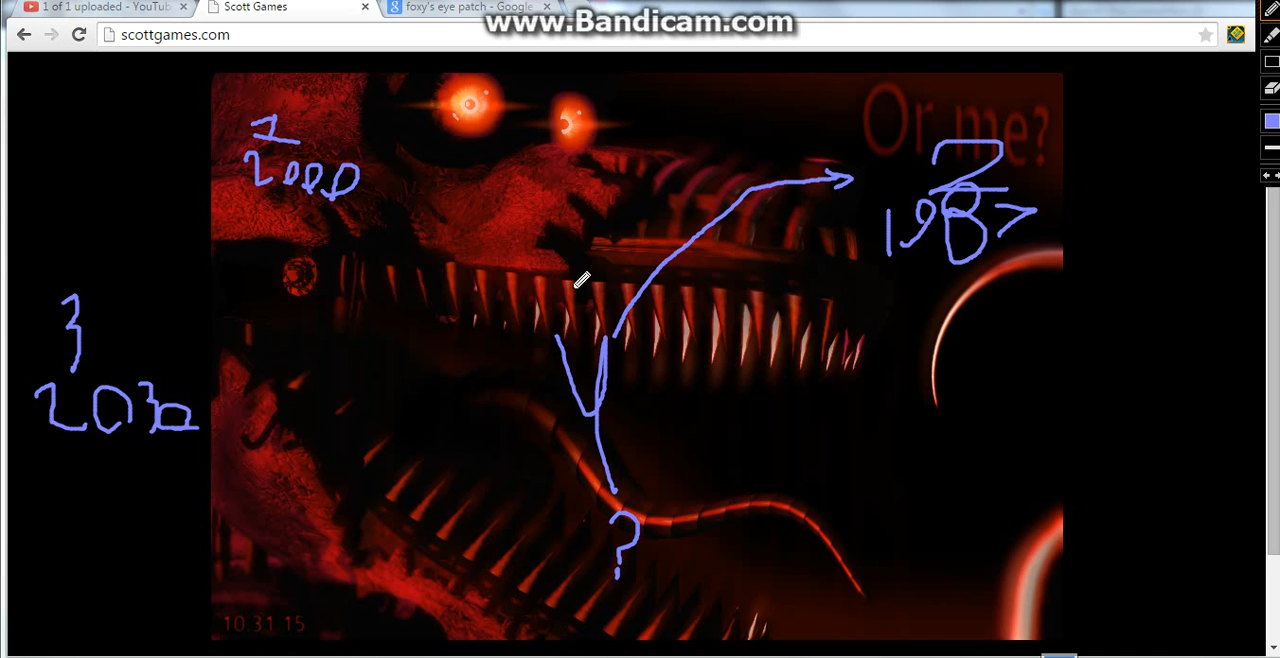 www.Bandicam.com
1 of 1 uploaded - YouTub
Scott Games
foxy's eye patch - Google
scottgames.com
Or me?
1
2000
2
1987
3
2030
4
?
10.31 15